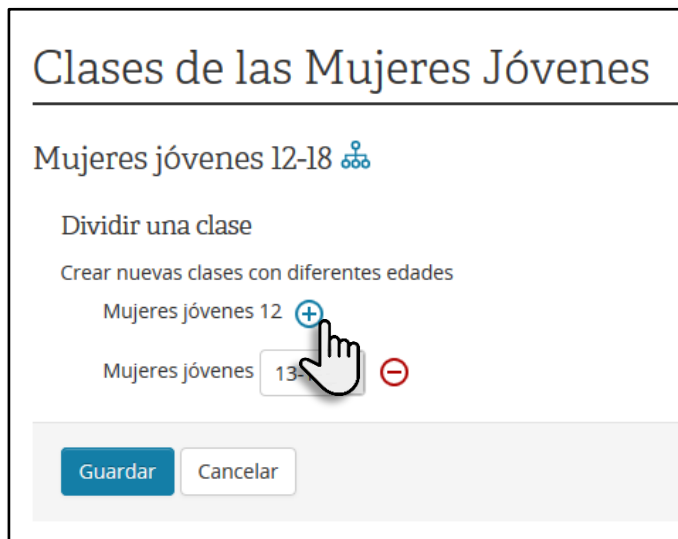 Clases de las Mujeres Jóvenes
Mujeres jóvenes 12-18
Dividir una clase
Crear nuevas clases con diferentes edades
Mujeres jóvenes 12
Mujeres jóvenes
Guardar Cancelar